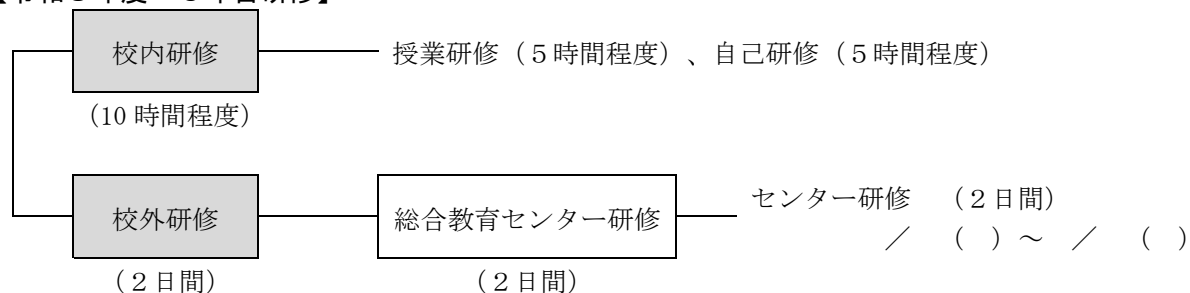 校内研修 授業研修（５時間程度）、自己研修（５時間程度）
（10 時間程度）
校外研修 総合教育センター研修 センター研修　（２日間）
／　（　）～　／　（　）
（２日間） （２日間）